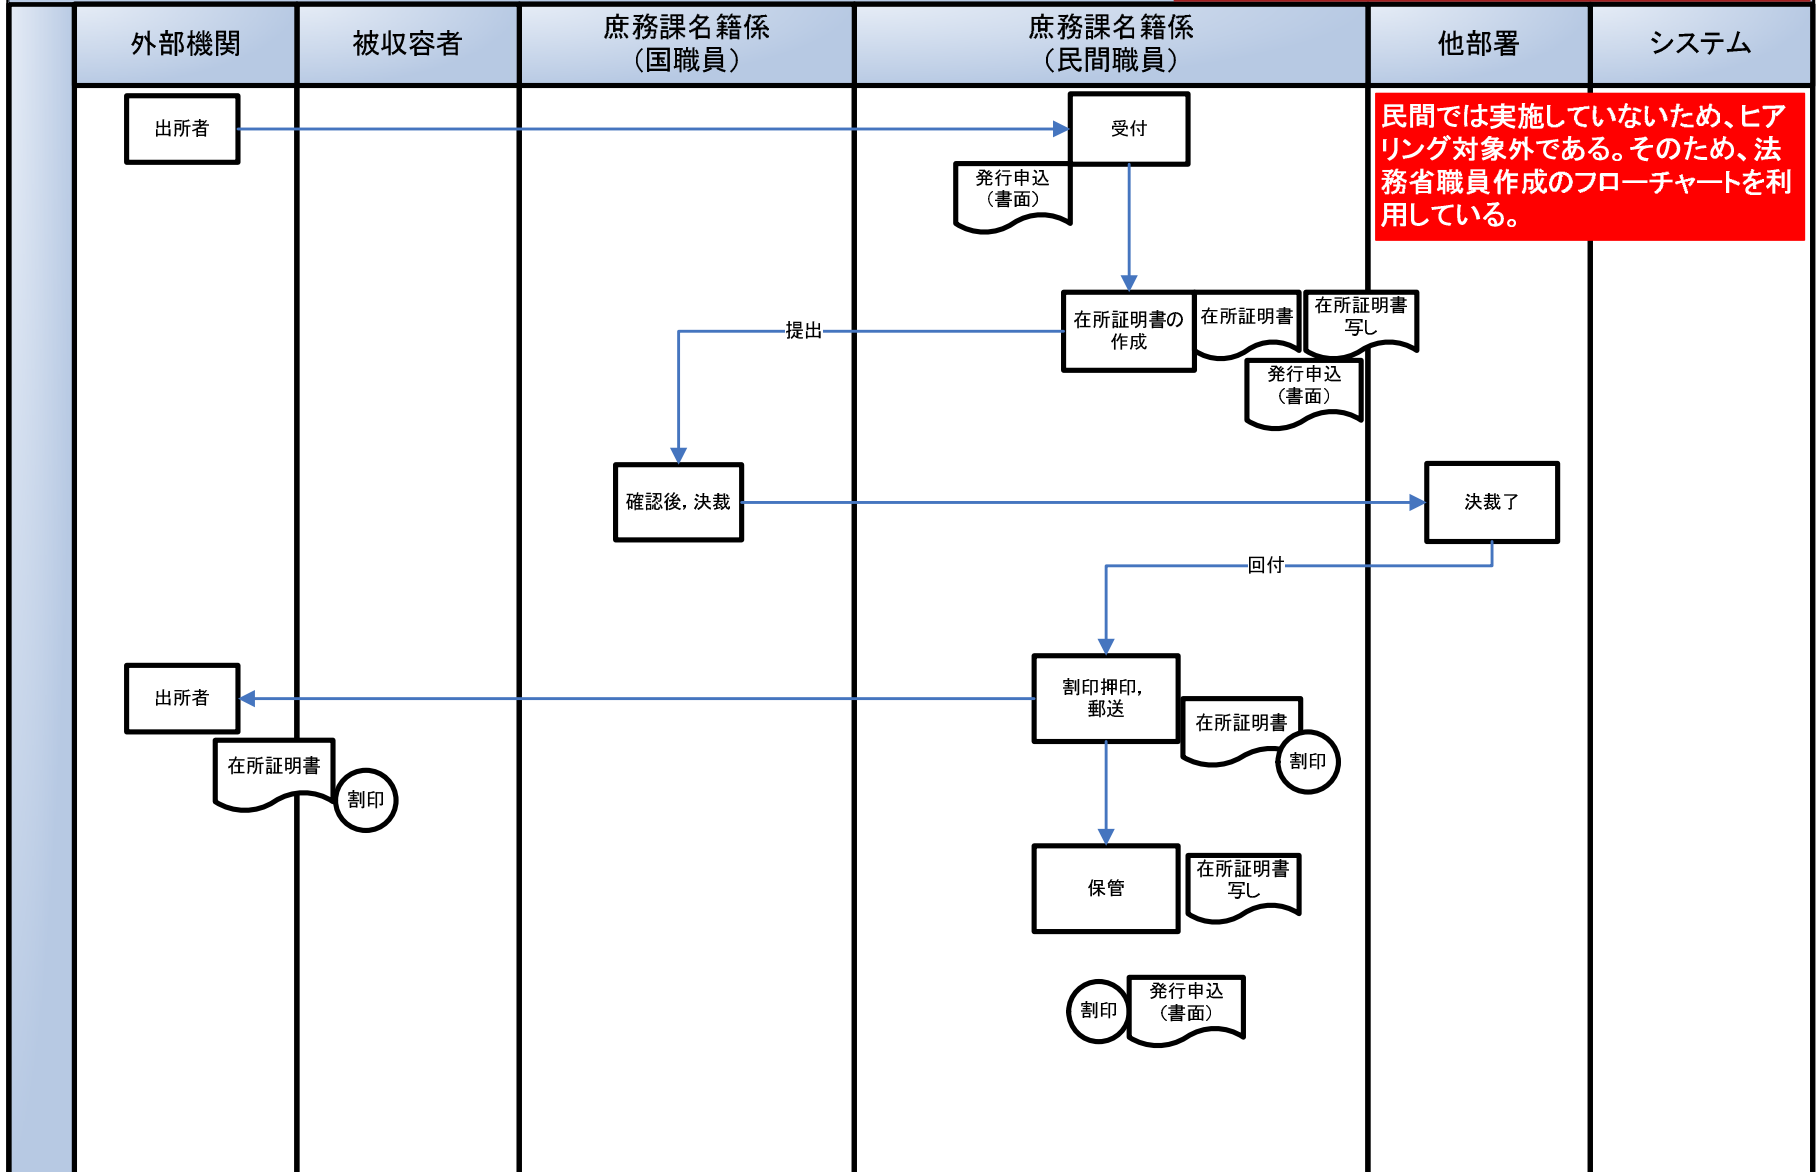 外部機関
被収容者
庶務課名籍係
（国職員）
庶務課名籍係
（民間職員）
他部署
システム
出所者
受付
発行申込
（書面）
民間では実施していないため、ヒア
リング対象外である。そのため、法
務省職員作成のフローチャートを利
用している。
在所証明書の
作成
在所証明書
在所証明書
写し
発行申込
（書面）
提出
確認後，決裁
決裁了
回付
出所者
割印押印，
郵送
在所証明書
割印
在所証明書
割印
保管
在所証明書
写し
割印
発行申込
（書面）